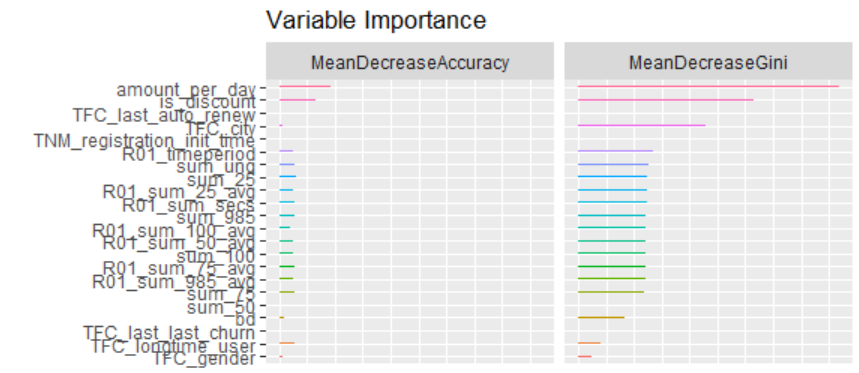 Variable Importance
MeanDecreaseAccuracy
MeanDecreaseGini
amount_per_day
is_discount
TFC_last_auto_renew
TFC_city
TNM_registration_init_time
R01_timeperiod
sum_unq
sum_25
R01_sum_25_avg
R01_sum_secs
sum_985
R01_sum_100_avg
R01_sum_50_avg
sum_100
R01_sum_75_avg
R01_sum_985_avg
sum_75
sum_50
bd
TFC_last_last_churn
TFC_longtime_user
TFC_gender